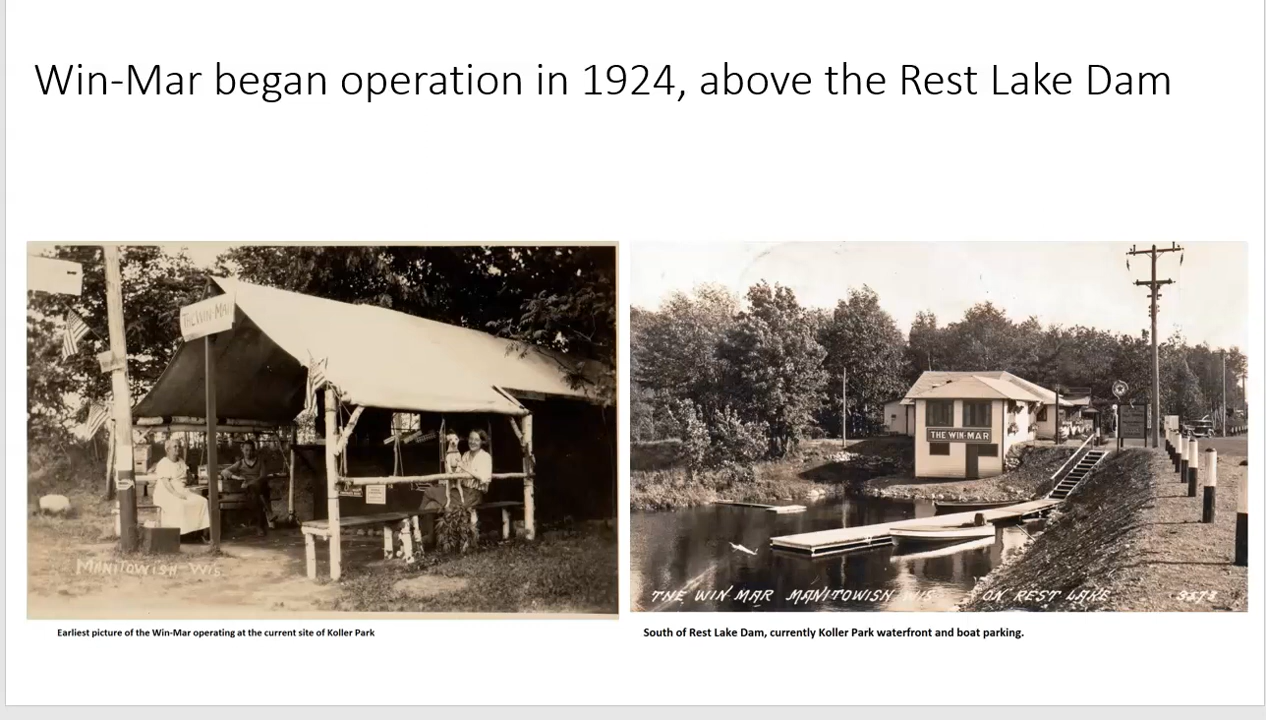 Win-Mar began operation in 1924, above the Rest Lake Dam
THE WIN-MAR
MANITOWISH WIS.
THE WIN-MAR
THE WIN MAR MANITOWISH WIS ON REST LAKE
Earliest picture of the Win-Mar operating at the current site of Koller Park
South of Rest Lake Dam, currently Koller Park waterfront and boat parking.